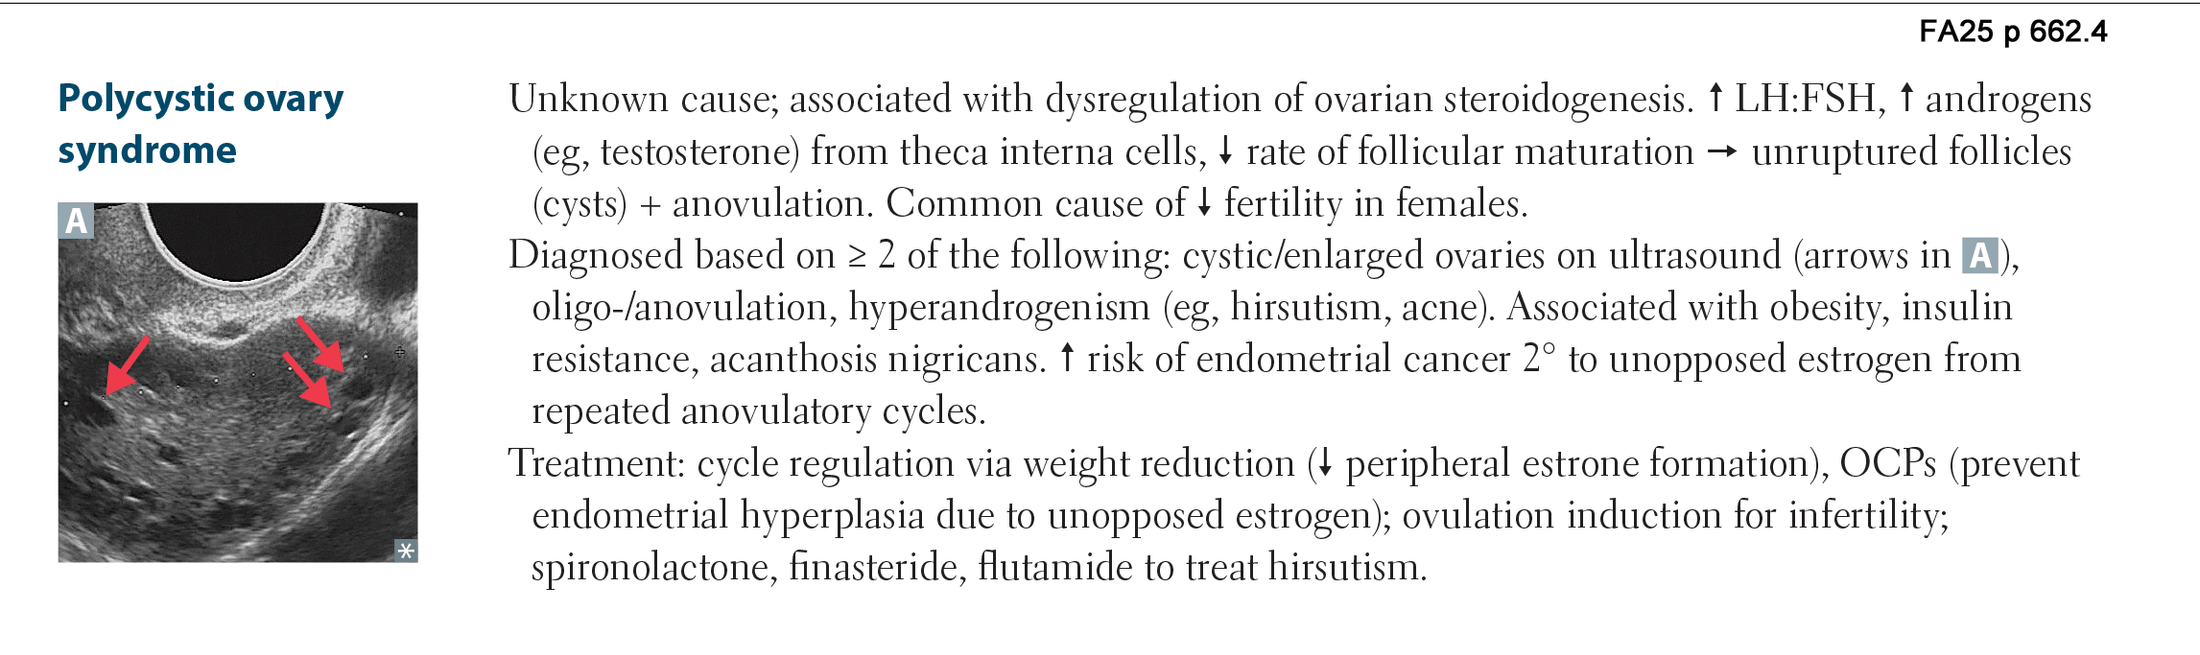 FA25 p 662.4
Polycystic ovary
syndrome
A
*
Unknown cause; associated with dysregulation of ovarian steroidogenesis. ↑ LH:FSH, ↑ androgens
(eg, testosterone) from theca interna cells, ↓ rate of follicular maturation → unruptured follicles
(cysts) + anovulation. Common cause of ↓ fertility in females.
Diagnosed based on ≥ 2 of the following: cystic/enlarged ovaries on ultrasound (arrows in A),
oligo-/anovulation, hyperandrogenism (eg, hirsutism, acne). Associated with obesity, insulin
resistance, acanthosis nigricans. ↑ risk of endometrial cancer 2° to unopposed estrogen from
repeated anovulatory cycles.
Treatment: cycle regulation via weight reduction (↓ peripheral estrone formation), OCPs (prevent
endometrial hyperplasia due to unopposed estrogen); ovulation induction for infertility;
spironolactone, finasteride, flutamide to treat hirsutism.